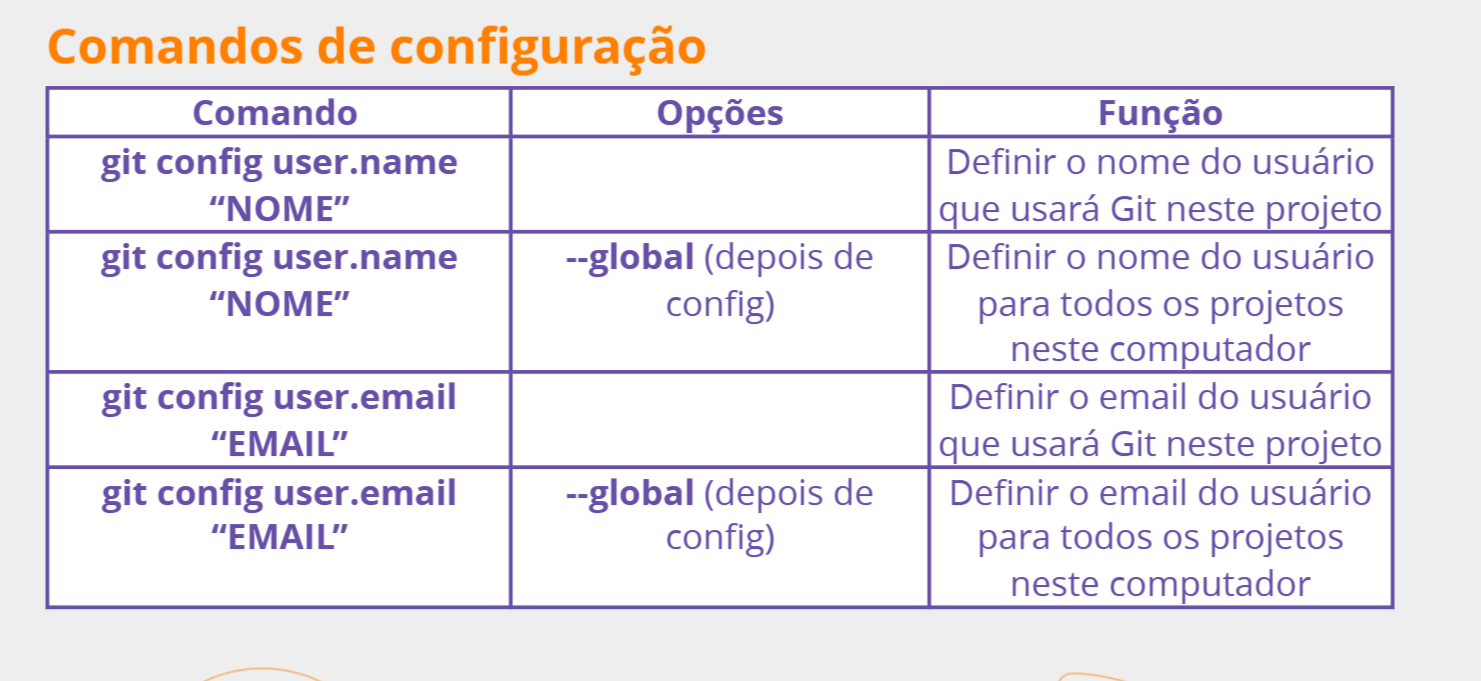 Comandos de configuração
Comando Opções Função
git config user.name
“NOME”
Definir o nome do usuário
que usará Git neste projeto
git config user.name
“NOME”
--global (depois de
config)
Definir o nome do usuário
para todos os projetos
neste computador
git config user.email
“EMAIL”
Definir o email do usuário
que usará Git neste projeto
git config user.email
“EMAIL”
--global (depois de
config)
Definir o email do usuário
para todos os projetos
neste computador